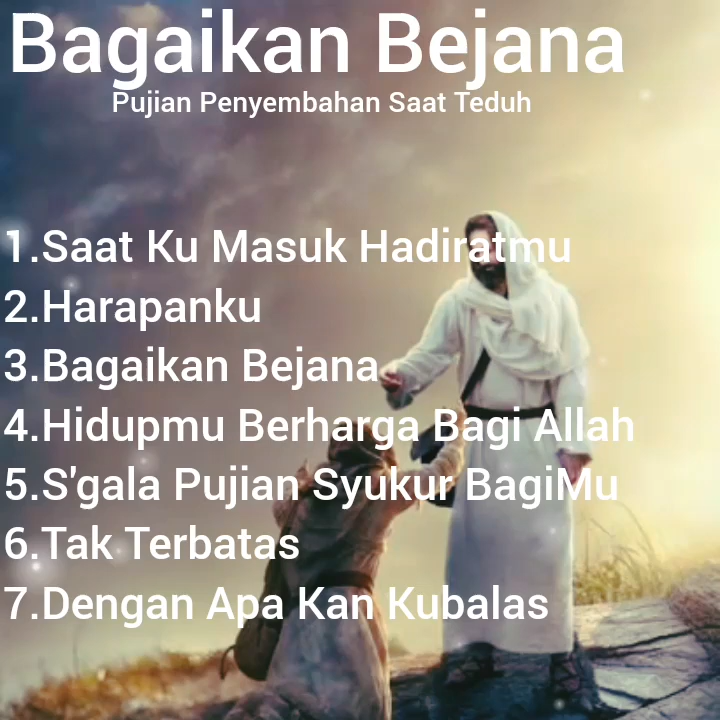 Bagaikan Bejana
Pujian Penyembahan Saat Teduh
1.Saat Ku Masuk Hadiratmu
2.Harapanku
3.Bagaikan Bejana
4.Hidupmu Berharga Bagi Allah
5.S'gala Pujian Syukur BagiMu
6.Tak Terbatas
7.Dengan Apa Kan Kubalas